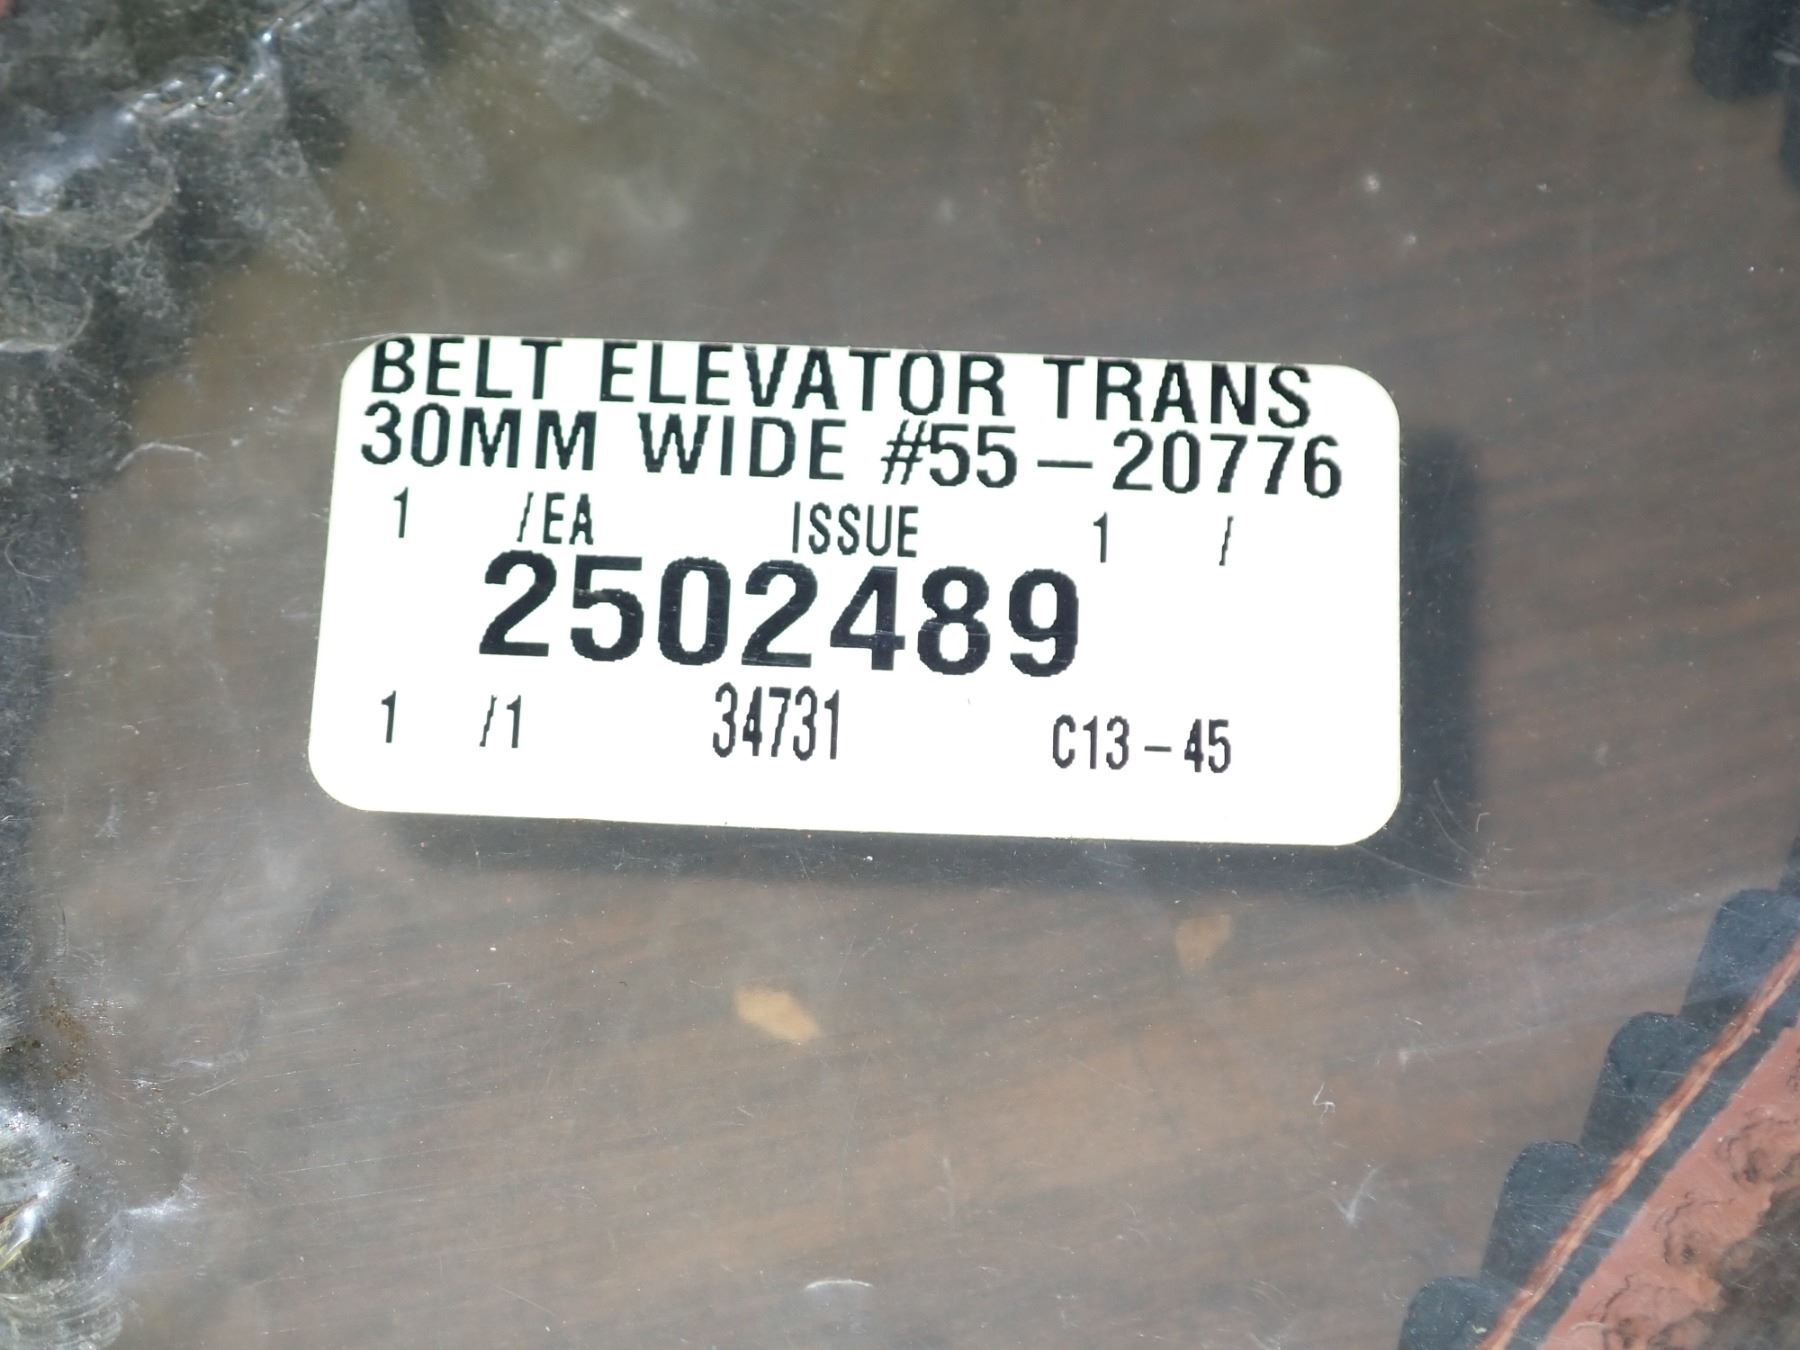 BELT ELEVATOR TRANS
30MM WIDE #55-20776
1 /EA ISSUE 1 /
2502489
1 /1 34731 C13-45